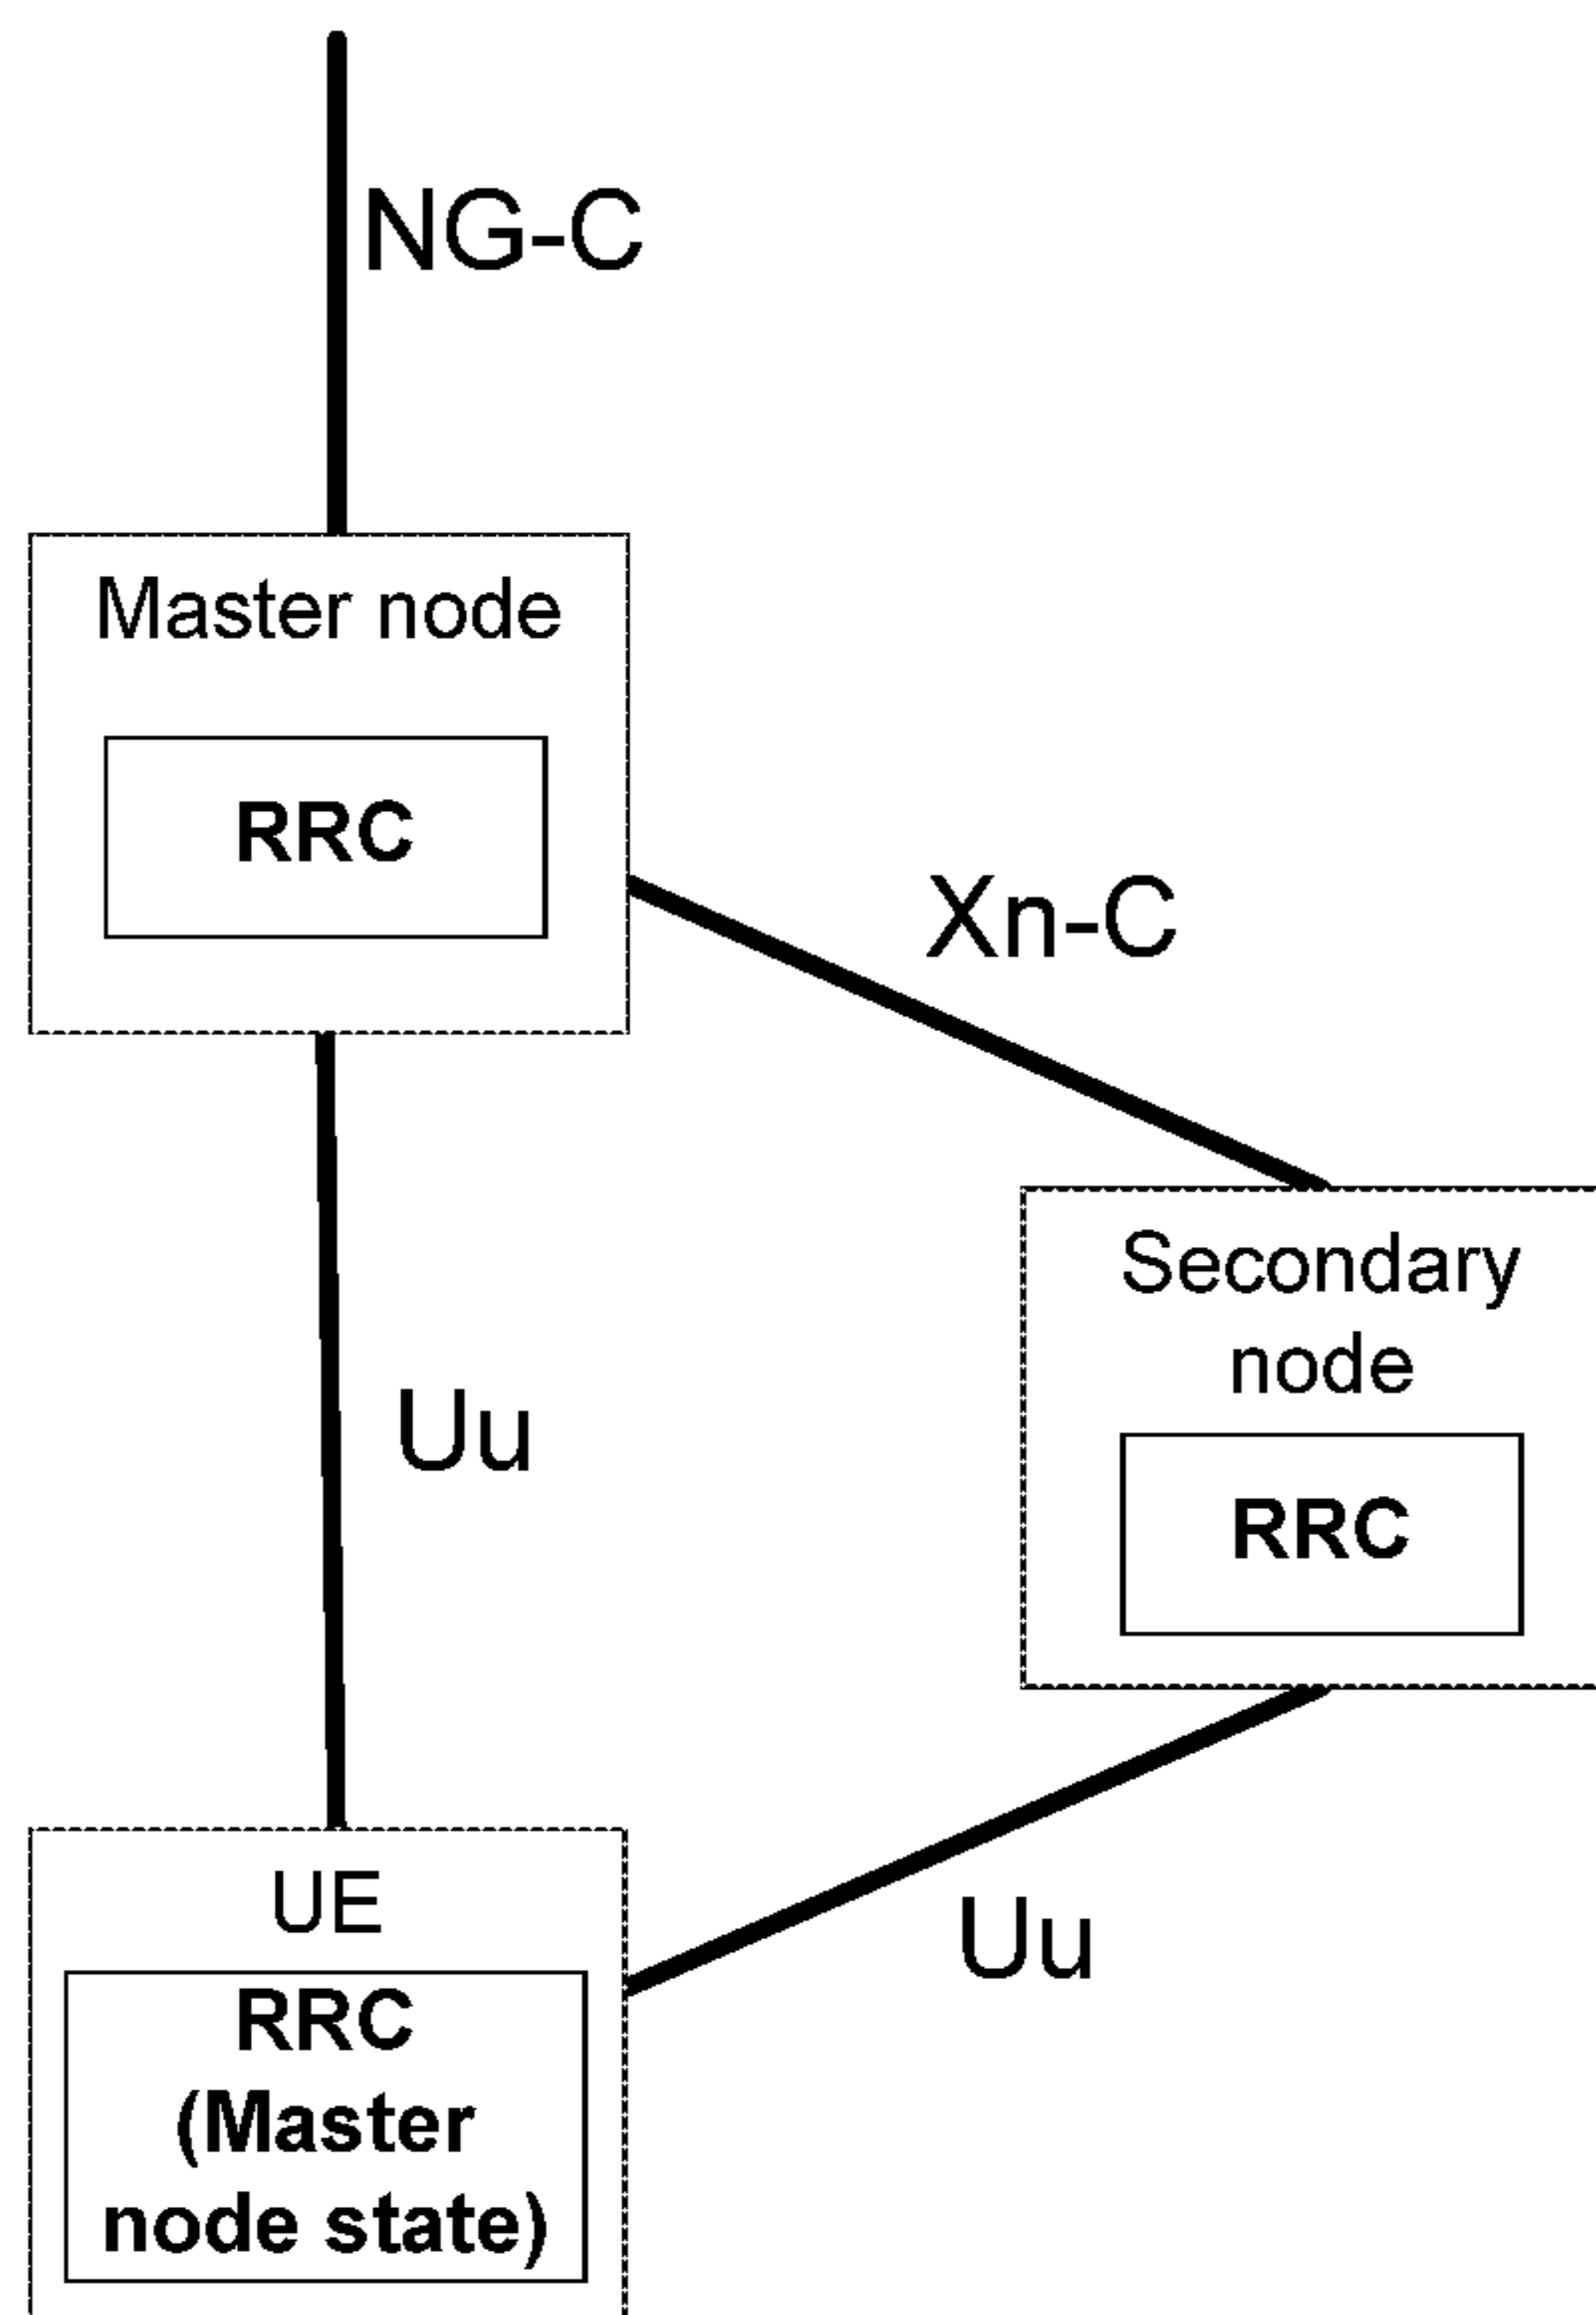 NG-C
Master node
RRC
Xn-C
Secondary
node
RRC
Uu
UE
RRC
(Master
node state)
Uu